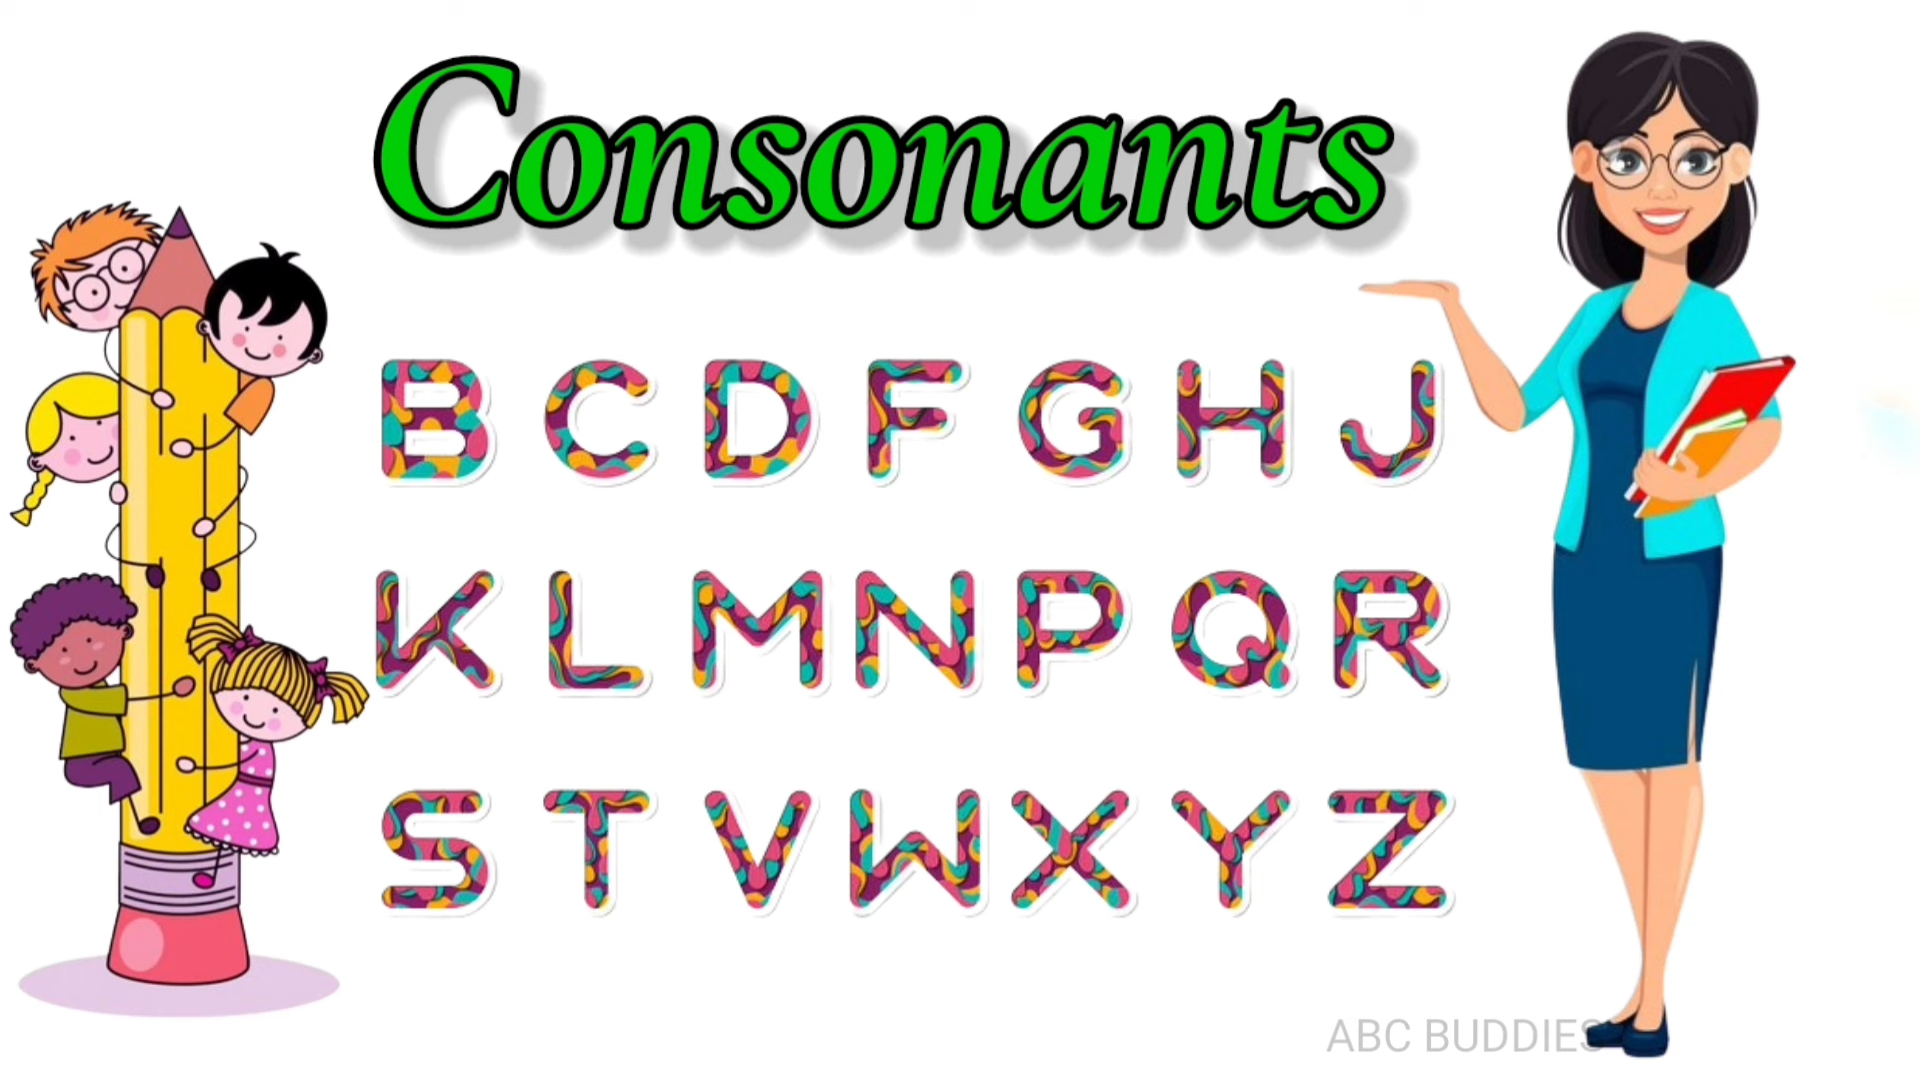 Consonants
B C D F G H J
K L M N P Q R
S T V W X Y Z
ABC BUDDIES